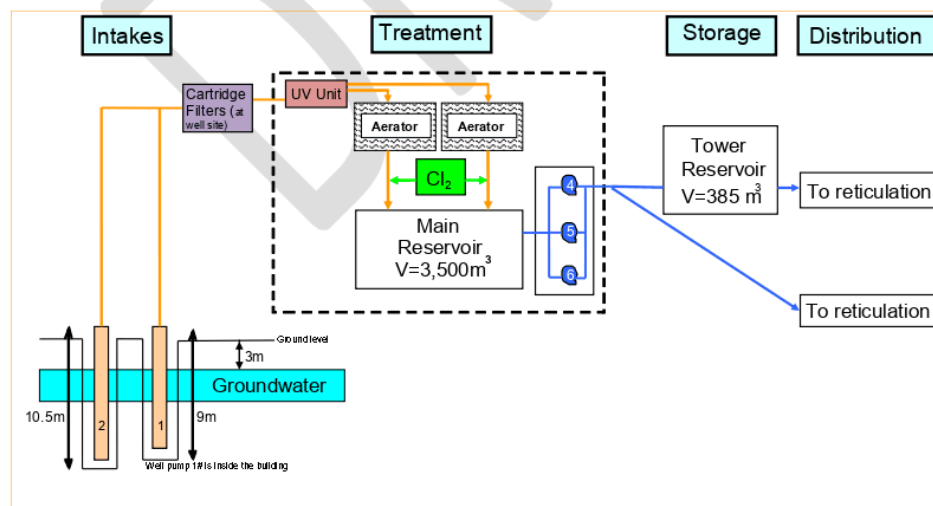 Intakes
Treatment
Storage
Distribution
Cartridge
Filters (at
well site)
UV Unit
Aerator
Aerator
Cl2
Main
Reservoir
V=3,500m3
4
5
6
Tower
Reservoir
V=385 m3
To reticulation
To reticulation
Ground level
3m
Groundwater
10.5m
2
1
9m
Well pump 1# is inside the building